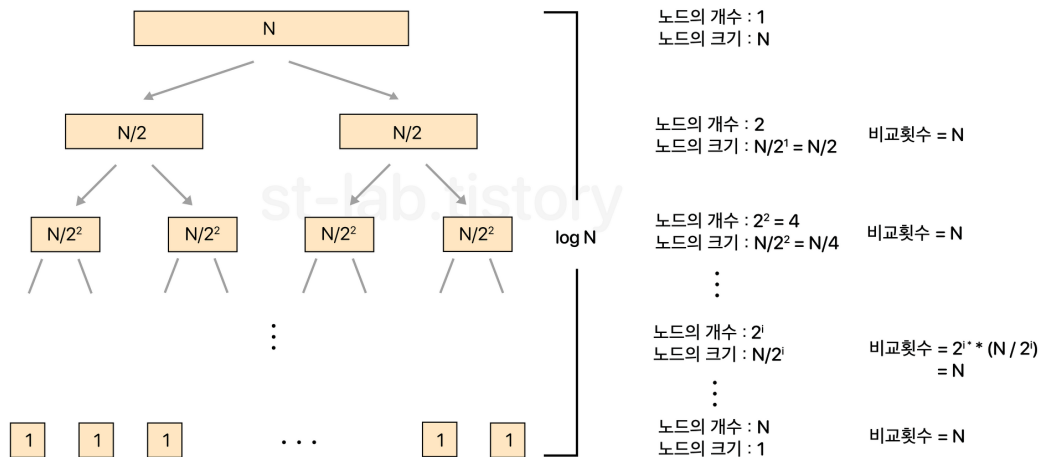 N
노드의 개수 : 1
노드의 크기 : N
N/2
N/2
노드의 개수 : 2
노드의 크기 : N/2¹ = N/2
비교횟수 = N
st-lab.tistory
N/2²
N/2²
N/2²
N/2²
log N
노드의 개수 : 2² = 4
노드의 크기 : N/2² = N/4
비교횟수 = N
⋮
⋮
노드의 개수 : 2ⁱ
노드의 크기 : N/2ⁱ
비교횟수 = 2ⁱ* * (N / 2ⁱ)
= N
⋮
1
1
1
...
1
1
노드의 개수 : N
노드의 크기 : 1
비교횟수 = N